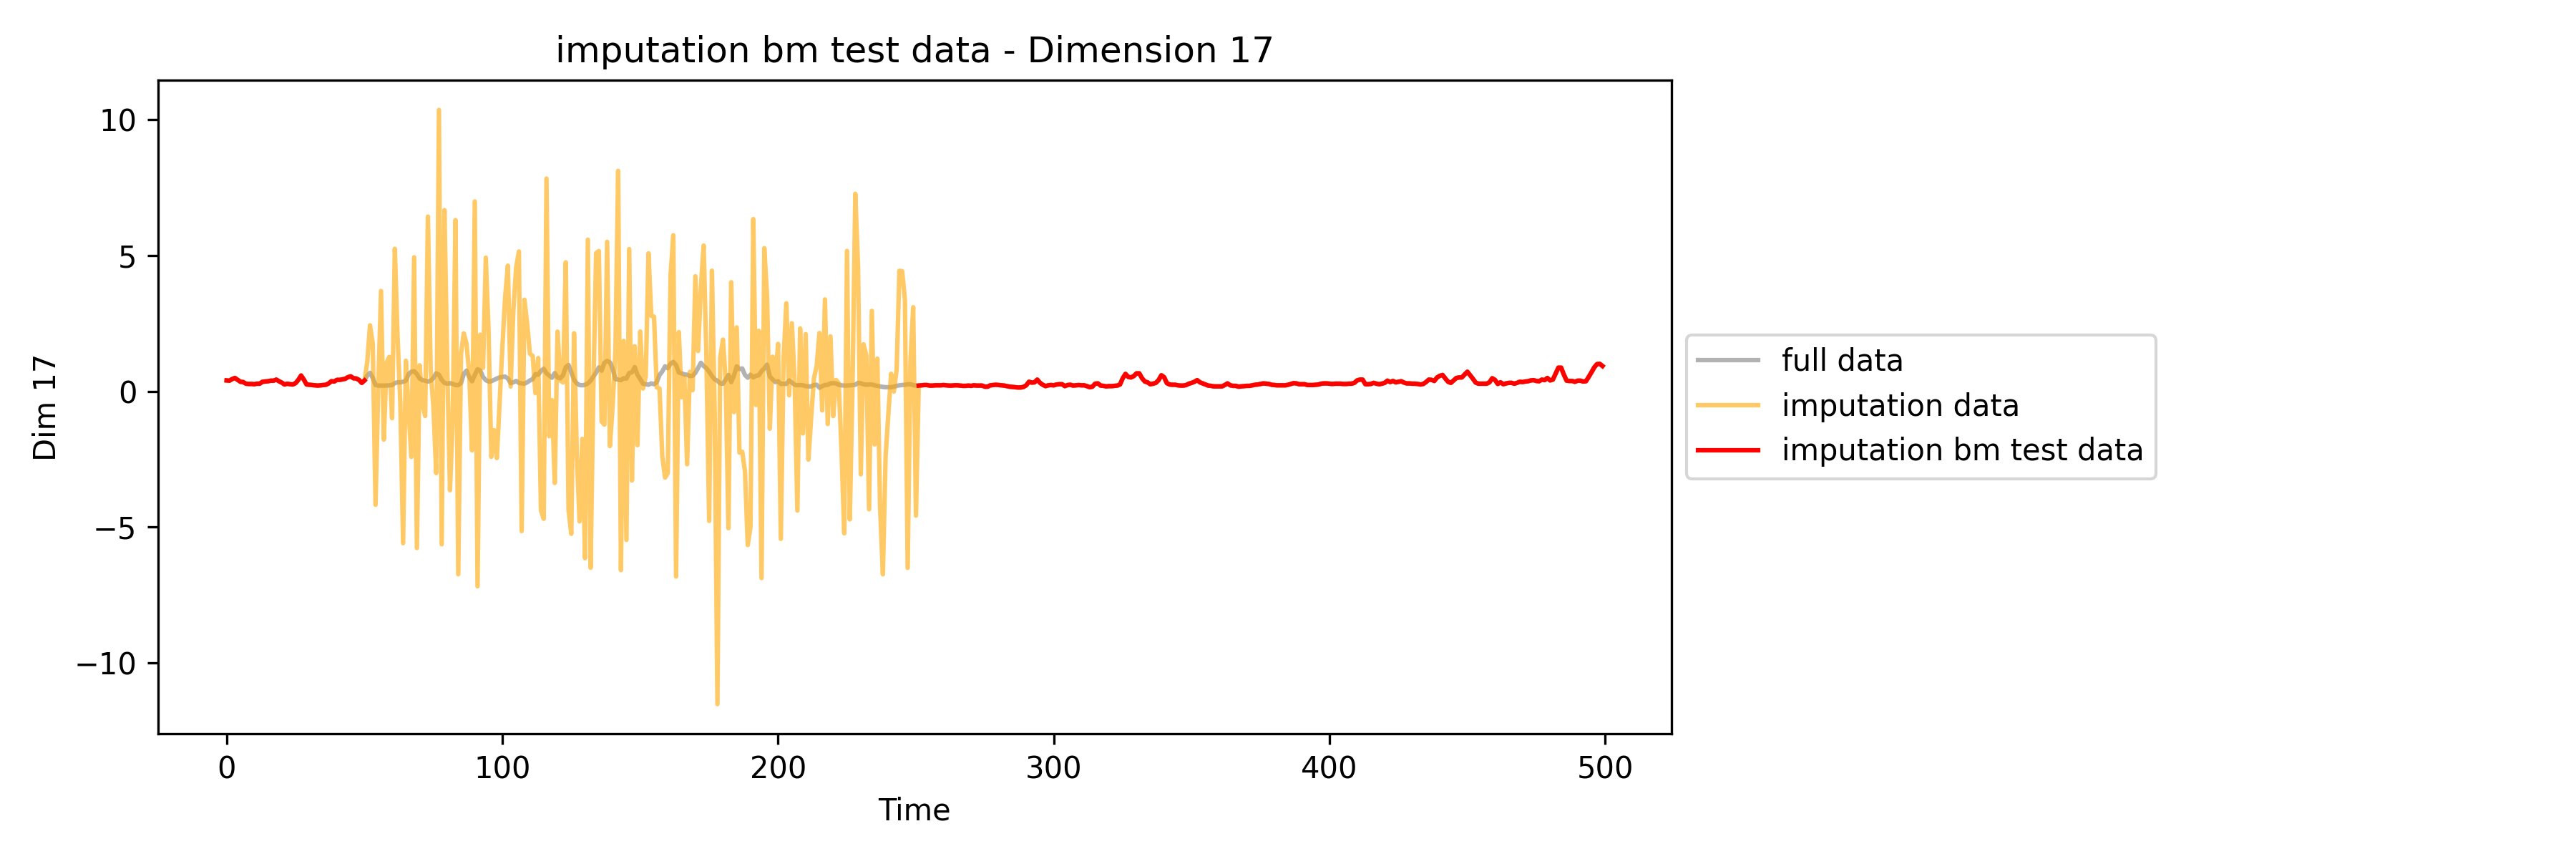 imputation bm test data - Dimension 17
10
5
0
−5
−10
Dim 17
0 100 200 300 400 500
Time
full data
imputation data
imputation bm test data